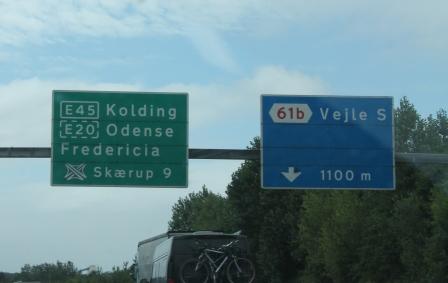 E45 Kolding
E20 Odense
Fredericia
Skærup 9
61b Vejle S
1100 m